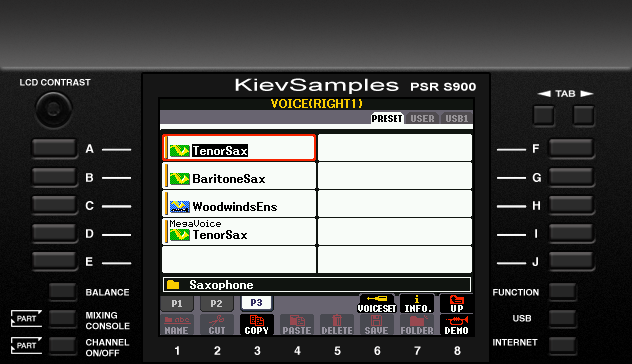 LCD CONTRAST
KievSamples PSR S900
TAB
VOICE(RIGHT1)
PRESET USER USB1
A
TenorSax
F
B
BaritoneSax
G
C
WoodwindsEns
H
D
MegaVoice
TenorSax
I
E
J
Saxophone
BALANCE
P1 P2 P3
VOICESET INFO. UP
FUNCTION
PART
MIXING
CONSOLE
NAME CUT COPY PASTE DELETE SAVE FOLDER DEMO
USB
PART
CHANNEL
ON/OFF
1 2 3 4 5 6 7 8
INTERNET